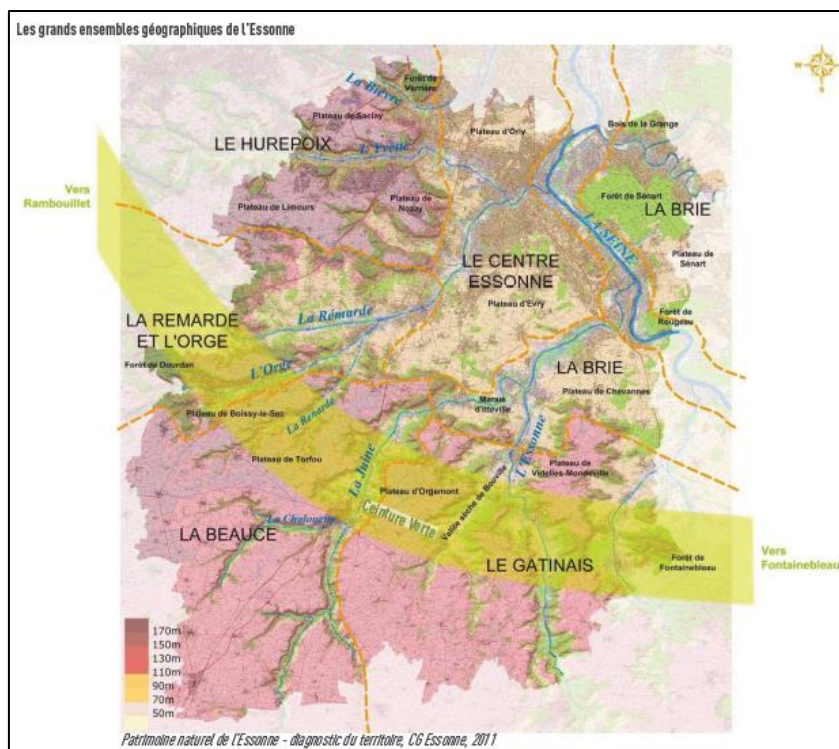 Les grands ensembles géographiques de l'Essonne
La Bièvre
Forêt de
Verrière
Plateau de Saclay
Plateau d'Orly
Bois de la Grange
LE HUREPOIX
L'Yvette
Vers
Rambouillet
Forêt de Sénart
Plateau de Limours
Plateau de
Nozay
LA BRIE
LA SEINE
Plateau de
Sénart
LE CENTRE
ESSONNE
Plateau d'Evry
La Rémarde
LA REMARDE
ET L'ORGE
Forêt de
Rougeau
L'Orge
Forêt de Dourdan
LA BRIE
Plateau de Chevannes
Marais
d'Itteville
Plateau de Boissy-le-Sec
La Renarde
L'Essonne
Plateau de Torfou
La Juine
Plateau de
Videlles-Mondeville
Plateau d'Orgemont
Vallée sèche de Bouville
Ceinture Verte
La Chalouette
LA BEAUCE
LE GATINAIS
Forêt de
Fontainebleau
Vers
Fontainebleau
170m
150m
130m
110m
90m
70m
50m
Patrimoine naturel de l'Essonne - diagnostic du territoire, CG Essonne, 2011